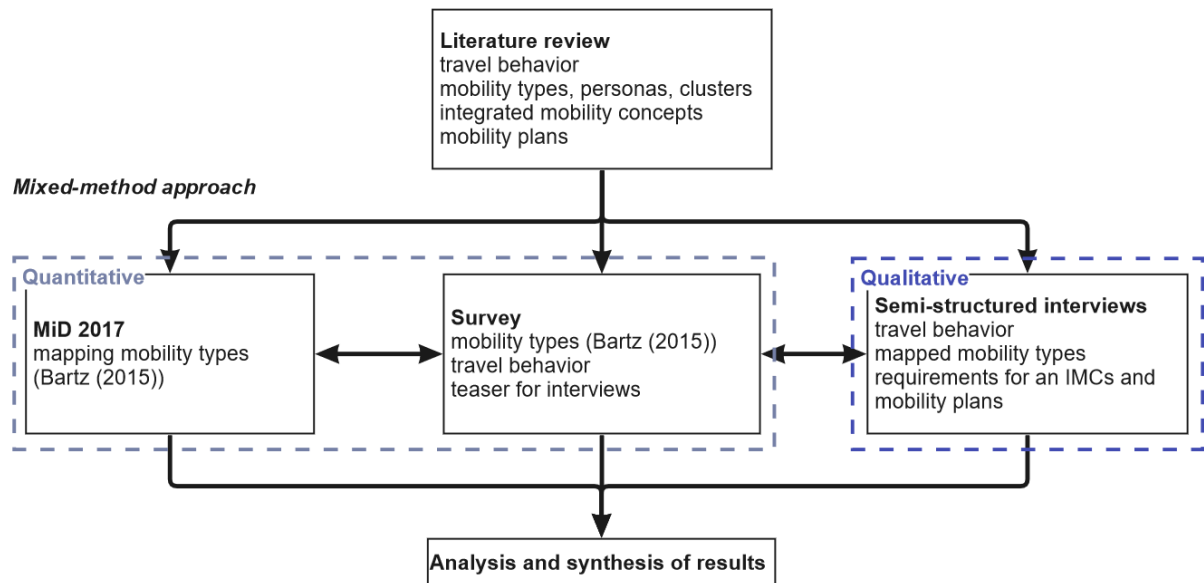 Literature review
travel behavior
mobility types, personas, clusters
integrated mobility concepts
mobility plans
Mixed-method approach
Quantitative
MiD 2017
mapping mobility types
(Bartz (2015))
Survey
mobility types (Bartz (2015))
travel behavior
teaser for interviews
Qualitative
Semi-structured interviews
travel behavior
mapped mobility types
requirements for an IMCs and
mobility plans
Analysis and synthesis of results